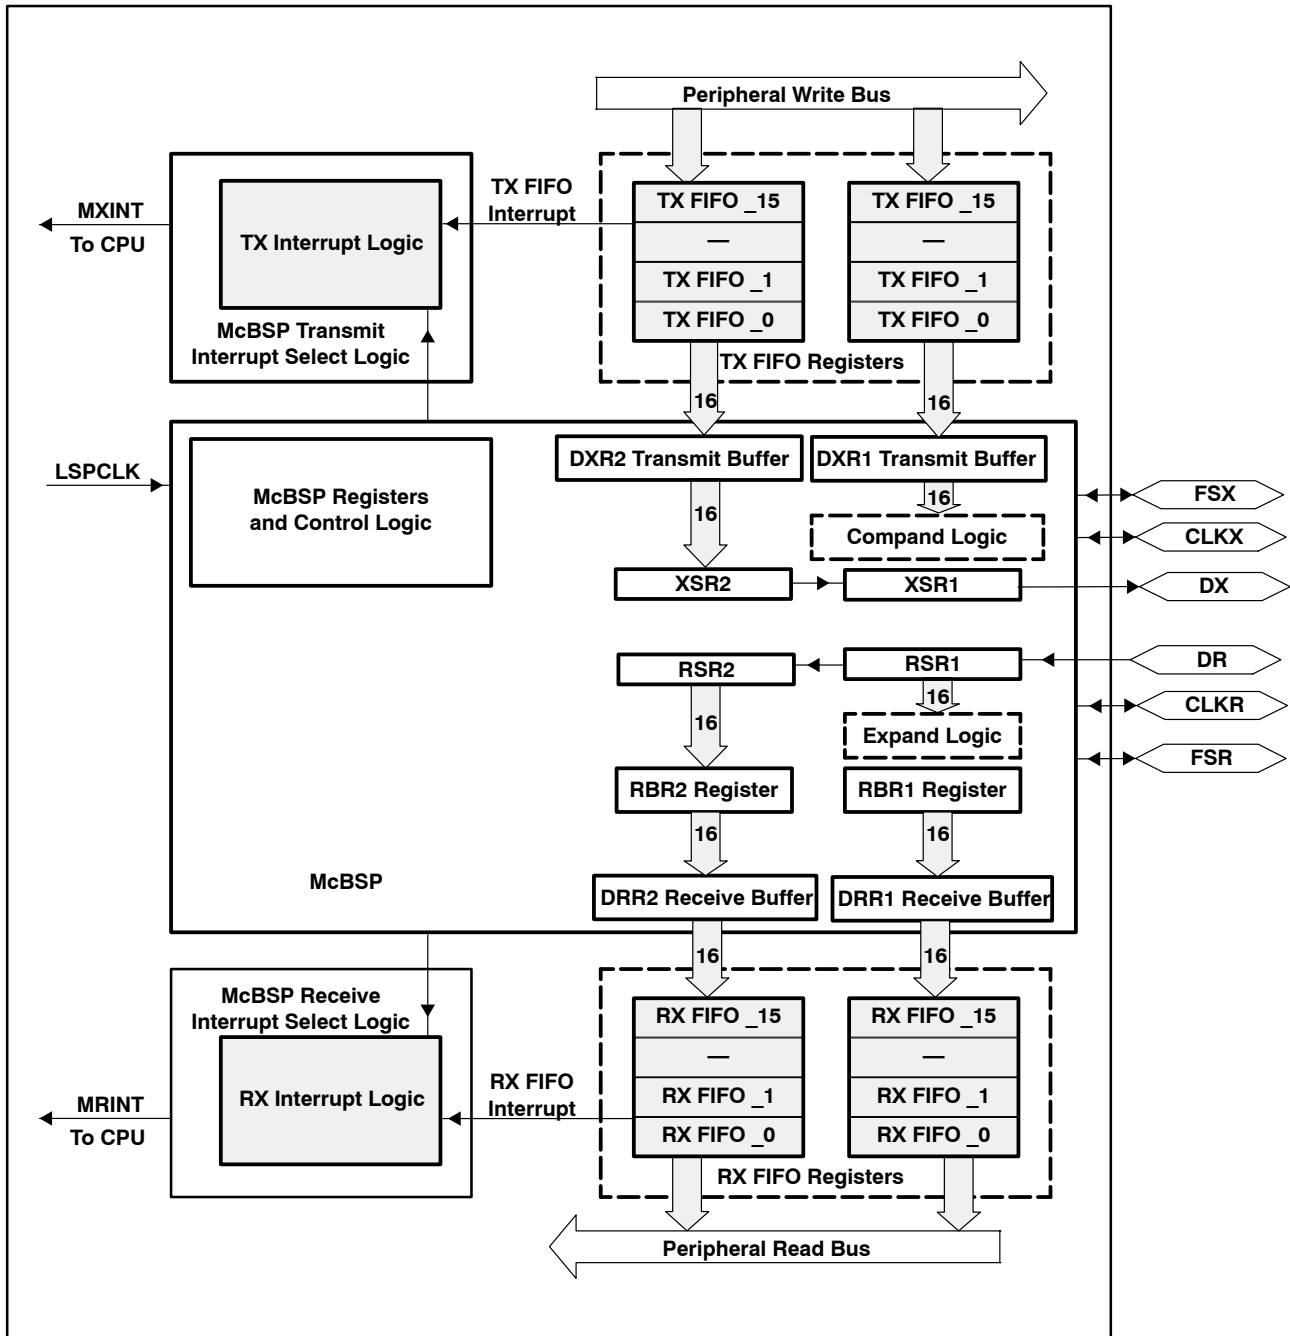 Peripheral Write Bus
MXINT
To CPU
TX Interrupt Logic
McBSP Transmit
Interrupt Select Logic
TX FIFO
Interrupt
TX FIFO _15
—
TX FIFO _1
TX FIFO _0
TX FIFO _15
—
TX FIFO _1
TX FIFO _0
TX FIFO Registers
16
16
LSPCLK
McBSP Registers
and Control Logic
DXR2 Transmit Buffer
DXR1 Transmit Buffer
16
16
Compand Logic
XSR2
XSR1
FSX
CLKX
DX
DR
CLKR
FSR
RSR2
RSR1
16
16
Expand Logic
RBR2 Register
RBR1 Register
16
16
McBSP
DRR2 Receive Buffer
DRR1 Receive Buffer
16
16
McBSP Receive
Interrupt Select Logic
RX Interrupt Logic
MRINT
To CPU
RX FIFO
Interrupt
RX FIFO _15
—
RX FIFO _1
RX FIFO _0
RX FIFO _15
—
RX FIFO _1
RX FIFO _0
RX FIFO Registers
Peripheral Read Bus